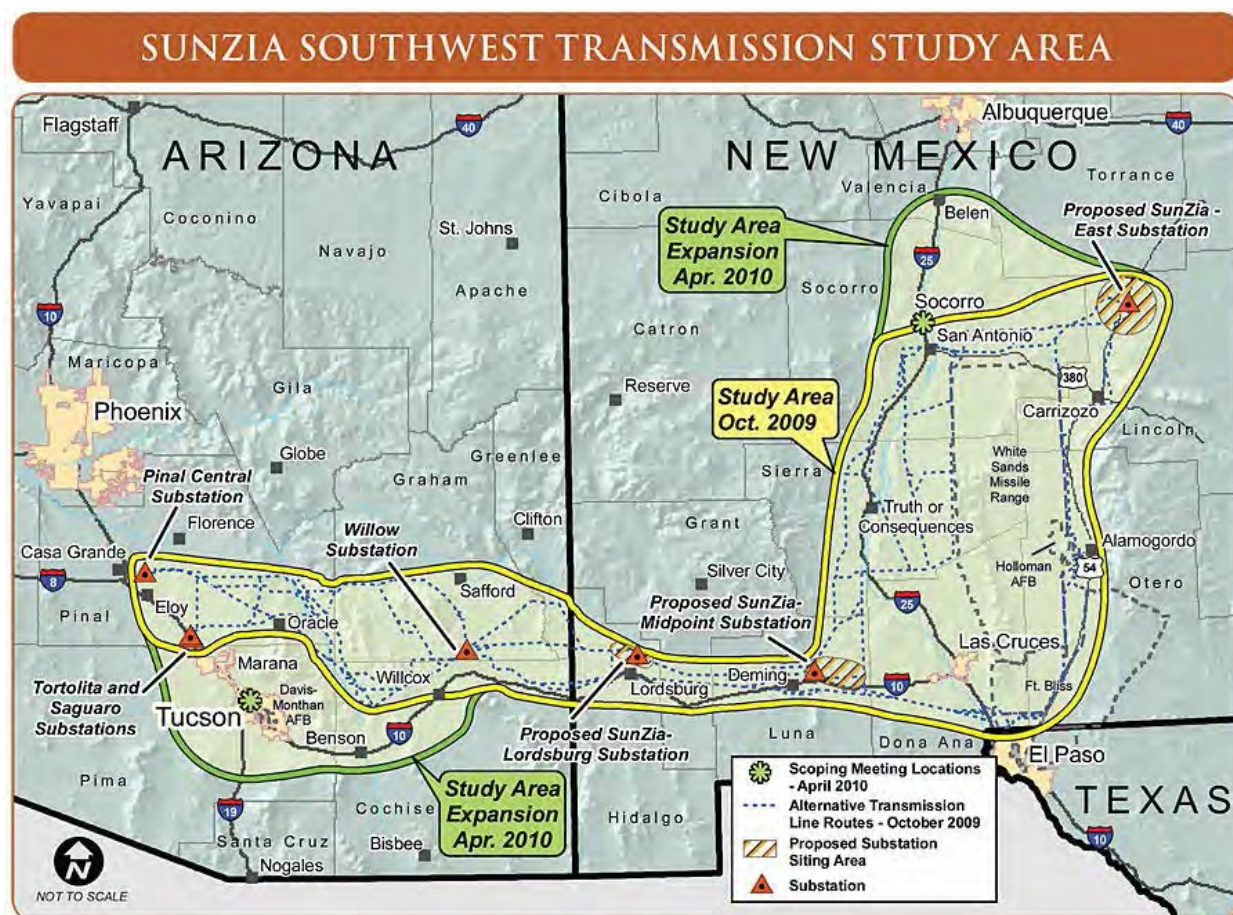 SUNZIA SOUTHWEST TRANSMISSION STUDY AREA
Flagstaff
40
ARIZONA
NEW MEXICO
Albuquerque
40
Yavapai
Coconino
Navajo
St. Johns
Apache
Cibola
Valencia
Belen
Torrance
Proposed SunZia -
East Substation
Study Area
Expansion
Apr. 2010
25
10
Maricopa
Phoenix
Gila
Globe
Socorro
Catron
Reserve
Socorro
San Antonio
380
Carrizozo
Lincoln
Study Area
Oct. 2009
Pinal Central
Substation
Florence
Graham
Greenlee
Clifton
Willow
Substation
Sierra
Grant
Silver City
White
Sands
Missile
Range
Truth or
Consequences
Alamogordo
Holloman
AFB
54
Otero
Casa Grande
8
Pinal
Eloy
Oracle
Safford
Proposed SunZia-
Midpoint Substation
25
Las Cruces
Marana
Tucson
Davis-
Monthan
AFB
Willcox
Lordsburg
Deming
10
Ft. Bliss
Tortolita and
Saguaro
Substations
Benson
10
Proposed SunZia-
Lordsburg Substation
Luna
Dona Ana
El Paso
TEXAS
10
Pima
Cochise
Study Area
Expansion
Apr. 2010
Hidalgo
19
Santa Cruz
Bisbee
Nogales
N
NOT TO SCALE
Scoping Meeting Locations
- April 2010
Alternative Transmission
Line Routes - October 2009
Proposed Substation
Siting Area
Substation